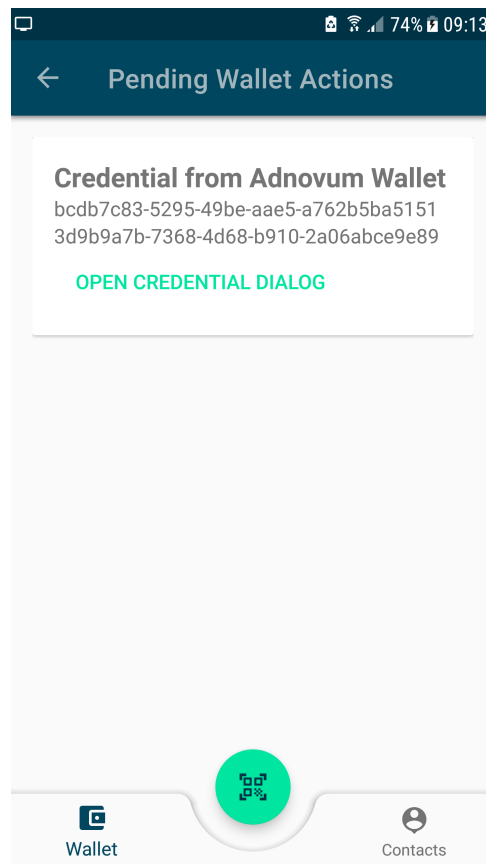 74% 09:13
Pending Wallet Actions
Credential from Adnovum Wallet
bcdb7c83-5295-49be-aae5-a762b5ba5151
3d9b9a7b-7368-4d68-b910-2a06abce9e89
OPEN CREDENTIAL DIALOG
Wallet
Contacts